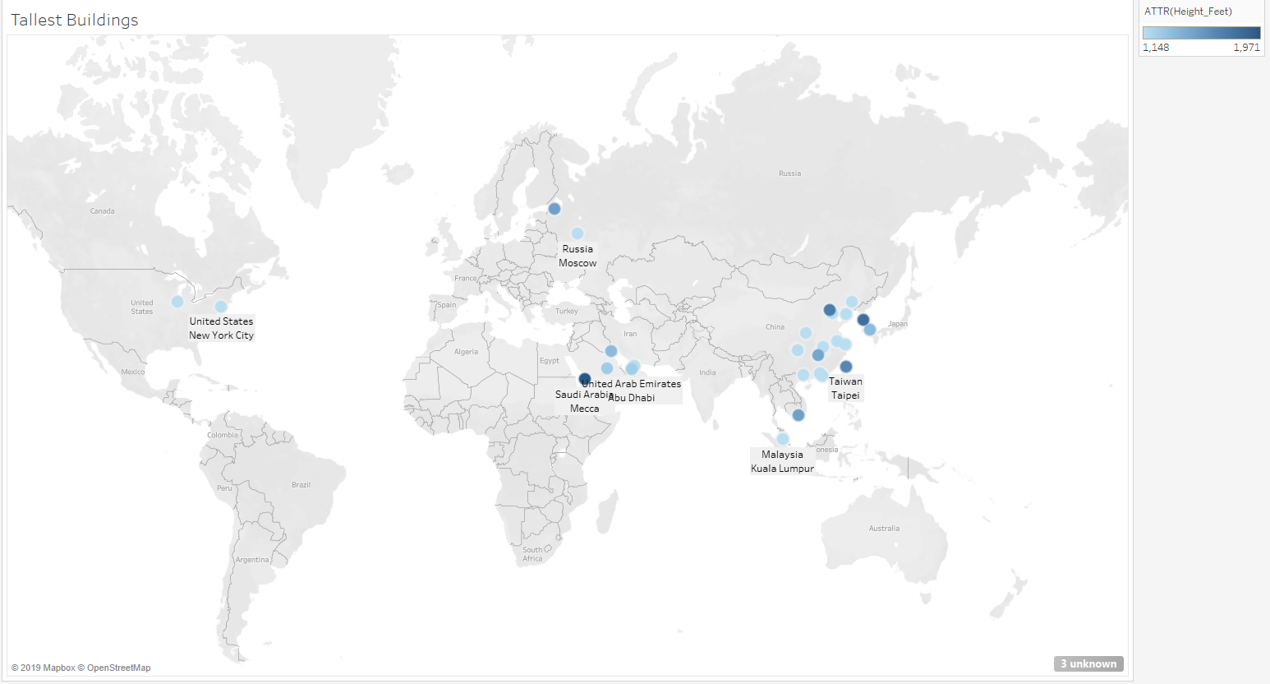 Tallest Buildings
ATTR(Height_Feet)
1,148 1,971
Russia
Canada
Russia
Moscow
France
United
States
Spain
Turkey
United States
New York City
China
Japan
Iran
Algeria
Egypt
Mexico
India
United Arab Emirates
Abu Dhabi
Saudi Arabia
Mecca
Taiwan
Taipei
Colombia
Malaysia
Kuala Lumpur
onesia
Peru
Brazil
Australia
South
Africa
Argentina
3 unknown
© 2019 Mapbox © OpenStreetMap